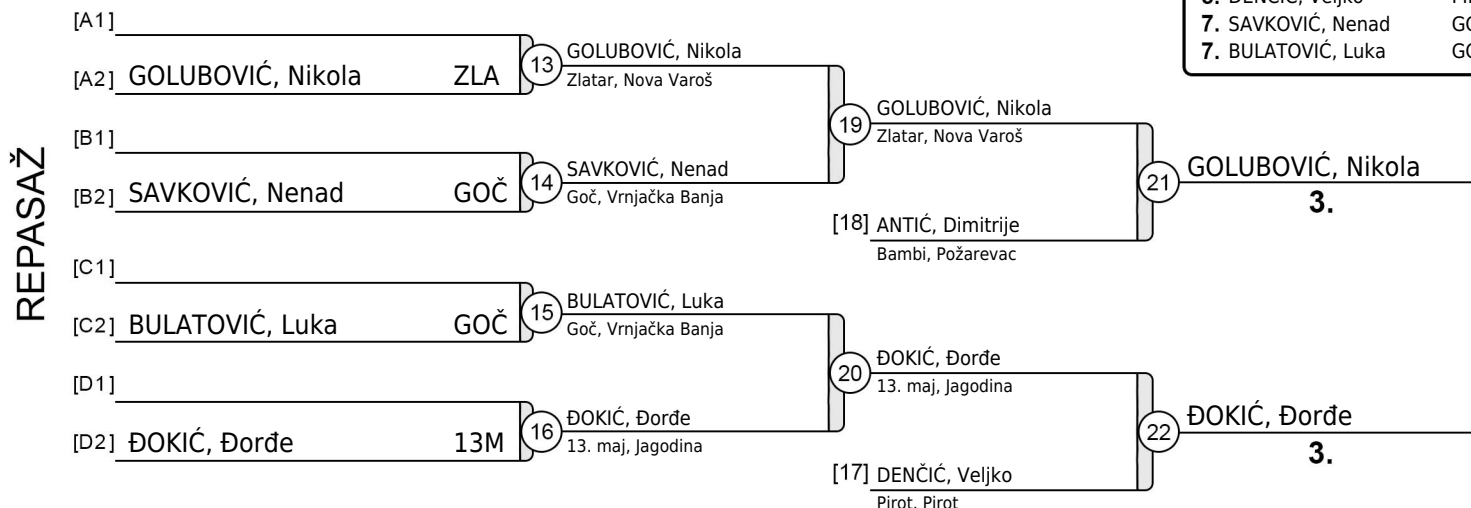 7. SAVKOVIĆ, Nenad GO
7. BULATOVIĆ, Luka GO
REPASAŽ
[A1]
[A2] GOLUBOVIĆ, Nikola ZLA
13
GOLUBOVIĆ, Nikola
Zlatar, Nova Varoš
[B1]
[B2] SAVKOVIĆ, Nenad GOČ
14
SAVKOVIĆ, Nenad
Goč, Vrnjačka Banja
19
GOLUBOVIĆ, Nikola
Zlatar, Nova Varoš
[18] ANTIĆ, Dimitrije
Bambi, Požarevac
21
GOLUBOVIĆ, Nikola
3.
[C1]
[C2] BULATOVIĆ, Luka GOČ
15
BULATOVIĆ, Luka
Goč, Vrnjačka Banja
[D1]
[D2] ĐOKIĆ, Đorđe 13M
16
ĐOKIĆ, Đorđe
13. maj, Jagodina
20
ĐOKIĆ, Đorđe
13. maj, Jagodina
[17] DENČIĆ, Veljko
Pirot, Pirot
22
ĐOKIĆ, Đorđe
3.